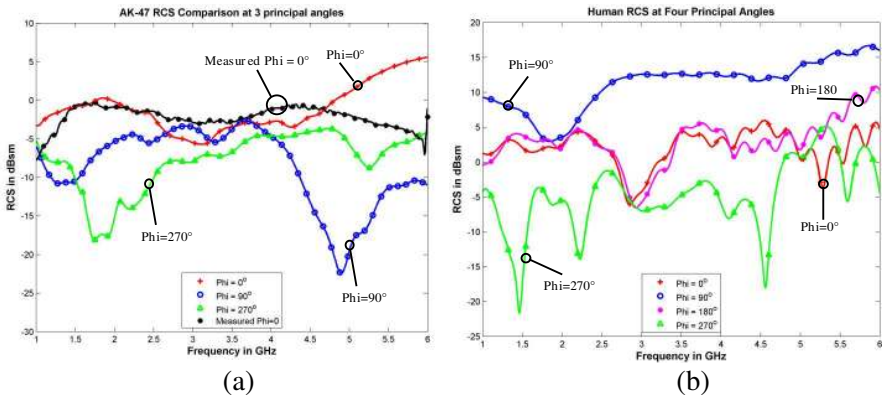 AK-47 RCS Comparison at 3 principal angles
10
5
0
-5
-10
-15
-20
-25
-30
RCS in dBsm
Measured Phi = 0°
Phi=0°
Phi=270°
Phi=90°
Phi = 0°
Phi = 90°
Phi = 270°
Measured Phi=0
1 1.5 2 2.5 3 3.5 4 4.5 5 5.5 6
Frequency in GHz
(a)
Human RCS at Four Principal Angles
20
15
10
5
0
-5
-10
-15
-20
-25
RCS in dBsm
Phi=90°
Phi=180
Phi=0°
Phi=270°
Phi = 0°
Phi = 90°
Phi = 180°
Phi = 270°
1 1.5 2 2.5 3 3.5 4 4.5 5 5.5 6
Frequency in GHz
(b)